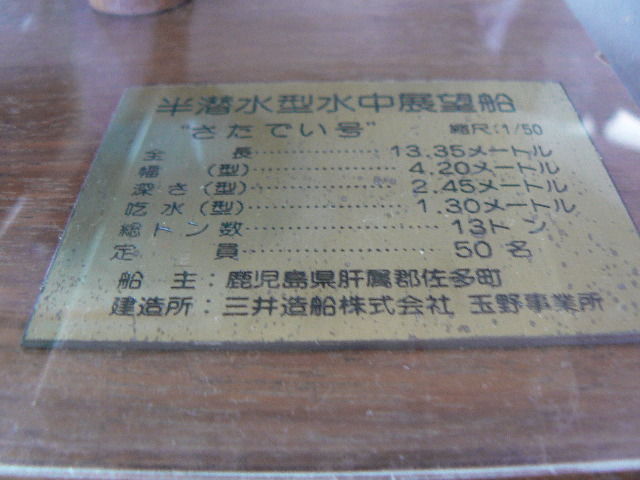 半潜水型水中展望船
"さたでい号" 縮尺:1/50
全 長 …………… 13.35メートル
幅 (型) …………… 4.20メートル
深さ(型) …………… 2.45メートル
吃水(型) …………… 1.30メートル
総トン数 …………… 13トン
定 員 …………… 50名
船 主:鹿児島県肝属郡佐多町
建造所:三井造船株式会社 玉野事業所